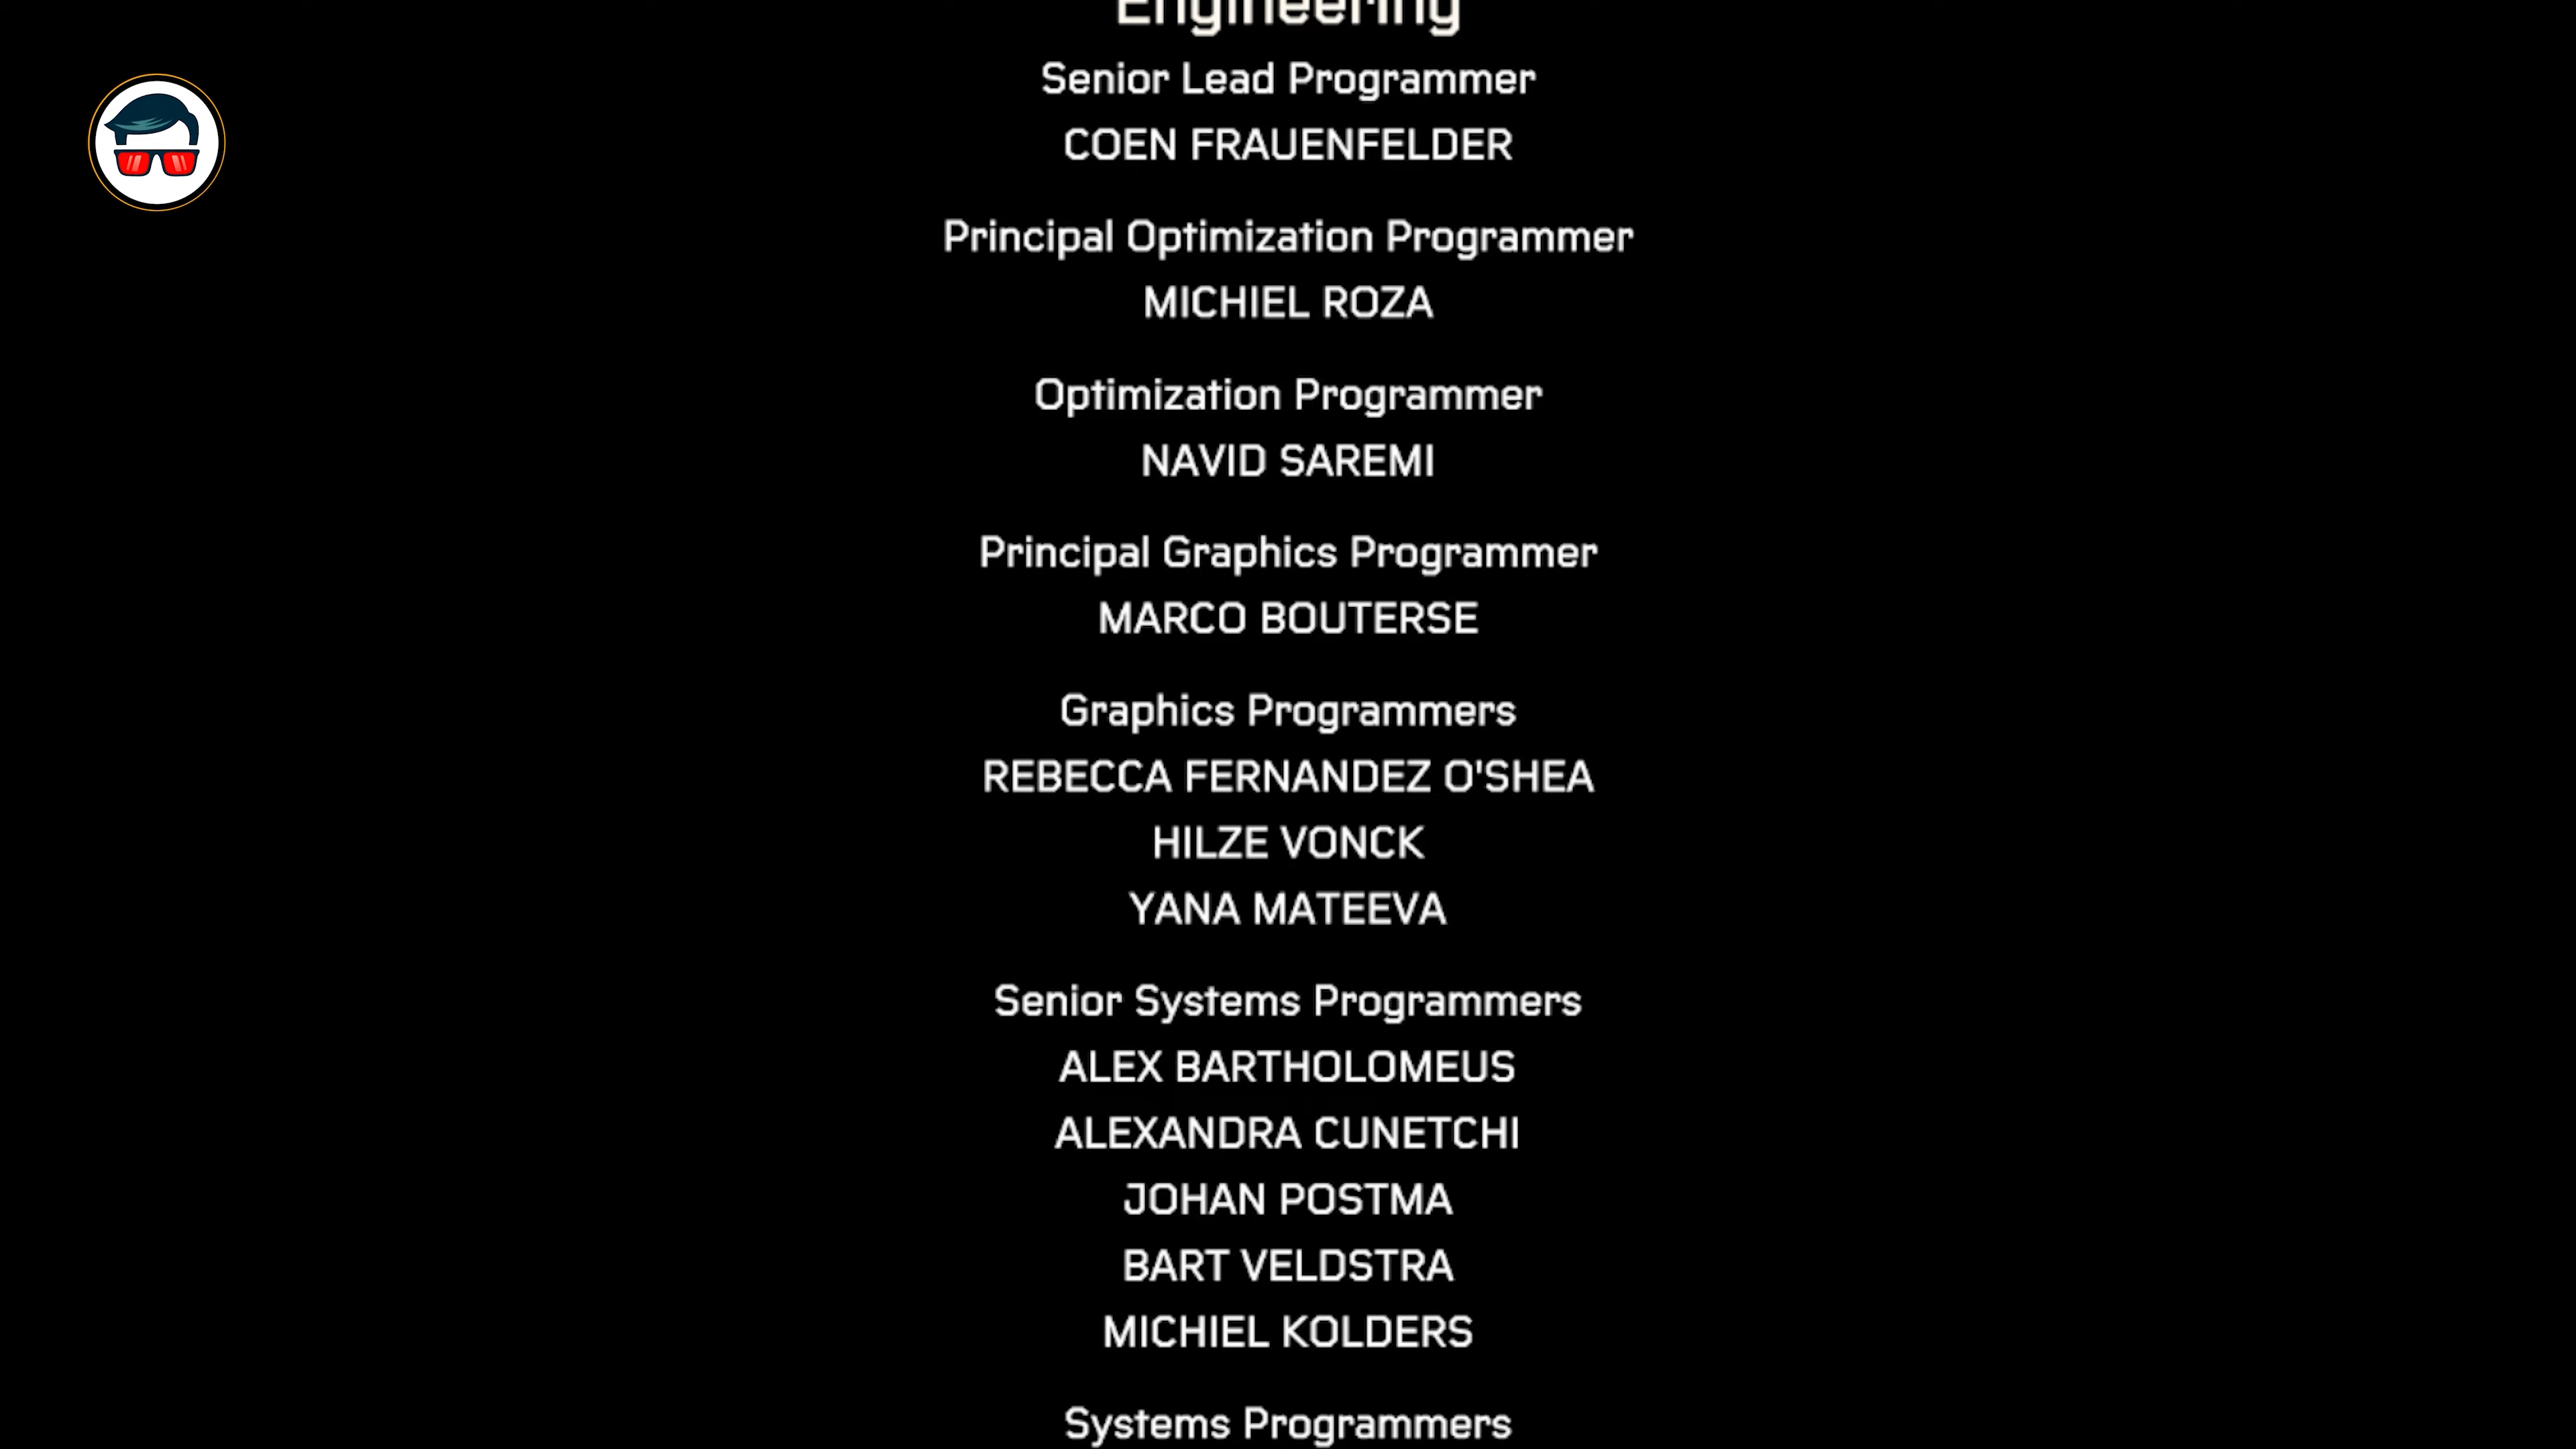 Engineering
Senior Lead Programmer
COEN FRAUENFELDER
Principal Optimization Programmer
MICHIEL ROZA
Optimization Programmer
NAVID SAREMI
Principal Graphics Programmer
MARCO BOUTERSE
Graphics Programmers
REBECCA FERNANDEZ O'SHEA
HILZE VONCK
YANA MATEEVA
Senior Systems Programmers
ALEX BARTHOLOMEUS
ALEXANDRA CUNETCHI
JOHAN POSTMA
BART VELDSTRA
MICHIEL KOLDERS
Systems Programmers